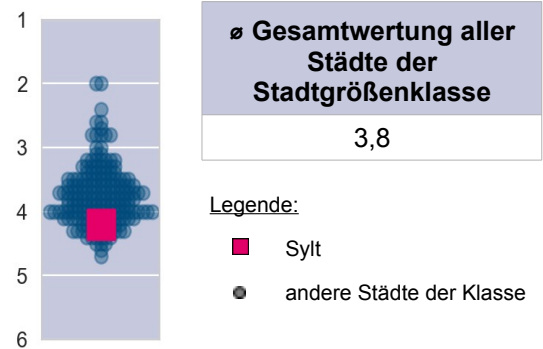 1
2
3
4
5
6
ø Gesamtwertung aller
Städte der
Stadtgrößenklasse
3,8
Legende:
Sylt
andere Städte der Klasse